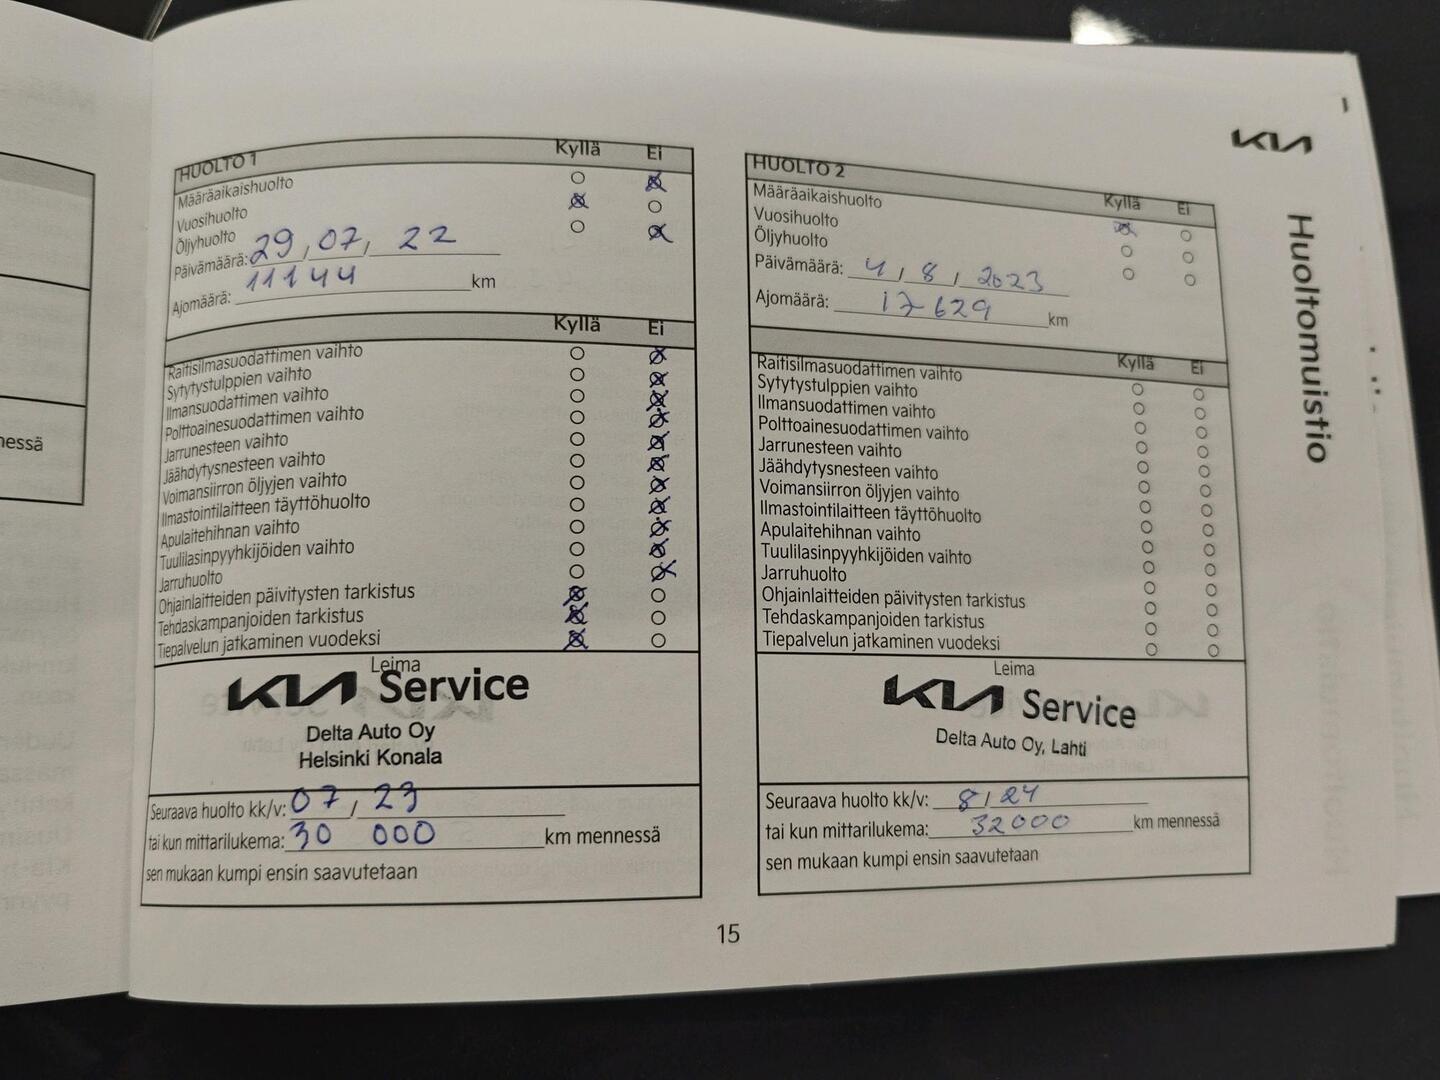 nessä
HUOLTO 1 Kyllä Ei
Määräaikaishuolto
Vuosihuolto
Öljyhuolto
Päivämäärä: 29, 07, 22
Ajomäärä: 11144 km
Kyllä Ei
Raitisilmasuodattimen vaihto
Sytytystulppien vaihto
Ilmansuodattimen vaihto
Polttoainesuodattimen vaihto
Jarrunesteen vaihto
Jäähdytysnesteen vaihto
Voimansiirron öljyjen vaihto
Ilmastointilaitteen täyttöhuolto
Apulaitehihnan vaihto
Tuulilasinpyyhkijöiden vaihto
Jarruhuolto
Ohjainlaitteiden päivitysten tarkistus
Tehdaskampanjoiden tarkistus
Tiepalvelun jatkaminen vuodeksi
Leima
KIA Service
Delta Auto Oy
Helsinki Konala
Seuraava huolto kk/v: 07 / 23
tai kun mittarilukema: 30 000 km mennessä
sen mukaan kumpi ensin saavutetaan
HUOLTO 2 Kyllä Ei
Määräaikaishuolto
Vuosihuolto
Öljyhuolto
Päivämäärä: 4 / 8 / 2023
Ajomäärä: 17629 km
Kyllä Ei
Raitisilmasuodattimen vaihto
Sytytystulppien vaihto
Ilmansuodattimen vaihto
Polttoainesuodattimen vaihto
Jarrunesteen vaihto
Jäähdytysnesteen vaihto
Voimansiirron öljyjen vaihto
Ilmastointilaitteen täyttöhuolto
Apulaitehihnan vaihto
Tuulilasinpyyhkijöiden vaihto
Jarruhuolto
Ohjainlaitteiden päivitysten tarkistus
Tehdaskampanjoiden tarkistus
Tiepalvelun jatkaminen vuodeksi
Leima
KIA Service
Delta Auto Oy, Lahti
Seuraava huolto kk/v: 8 / 24
tai kun mittarilukema: 32000 km mennessä
sen mukaan kumpi ensin saavutetaan
KIA
Huoltomuistio
15